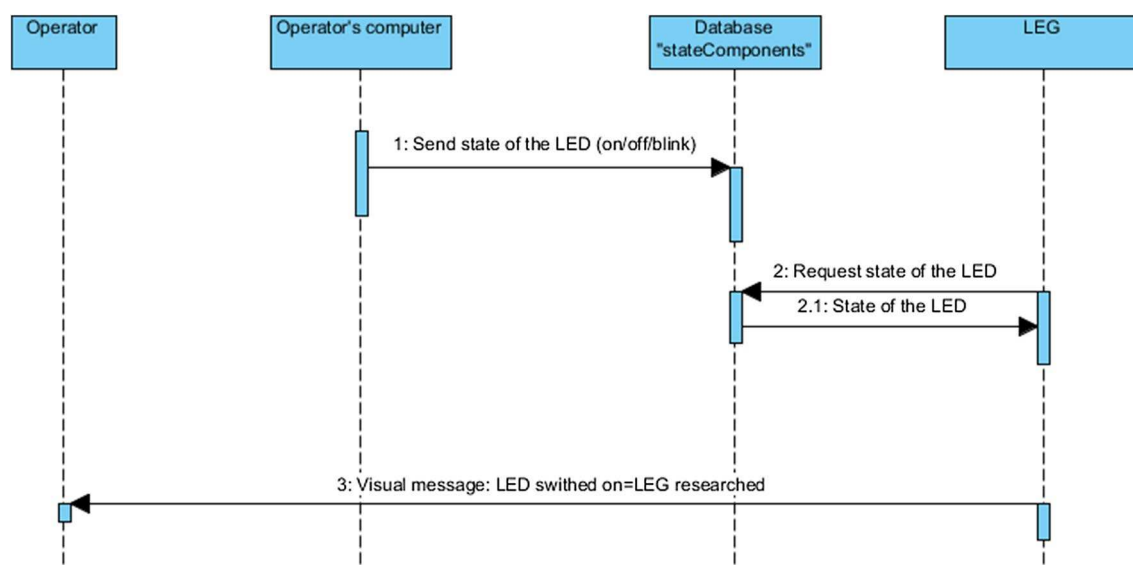 Operator
Operator's computer
Database
"stateComponents"
LEG
1: Send state of the LED (on/off/blink)
2: Request state of the LED
2.1: State of the LED
3: Visual message: LED swithed on=LEG researched